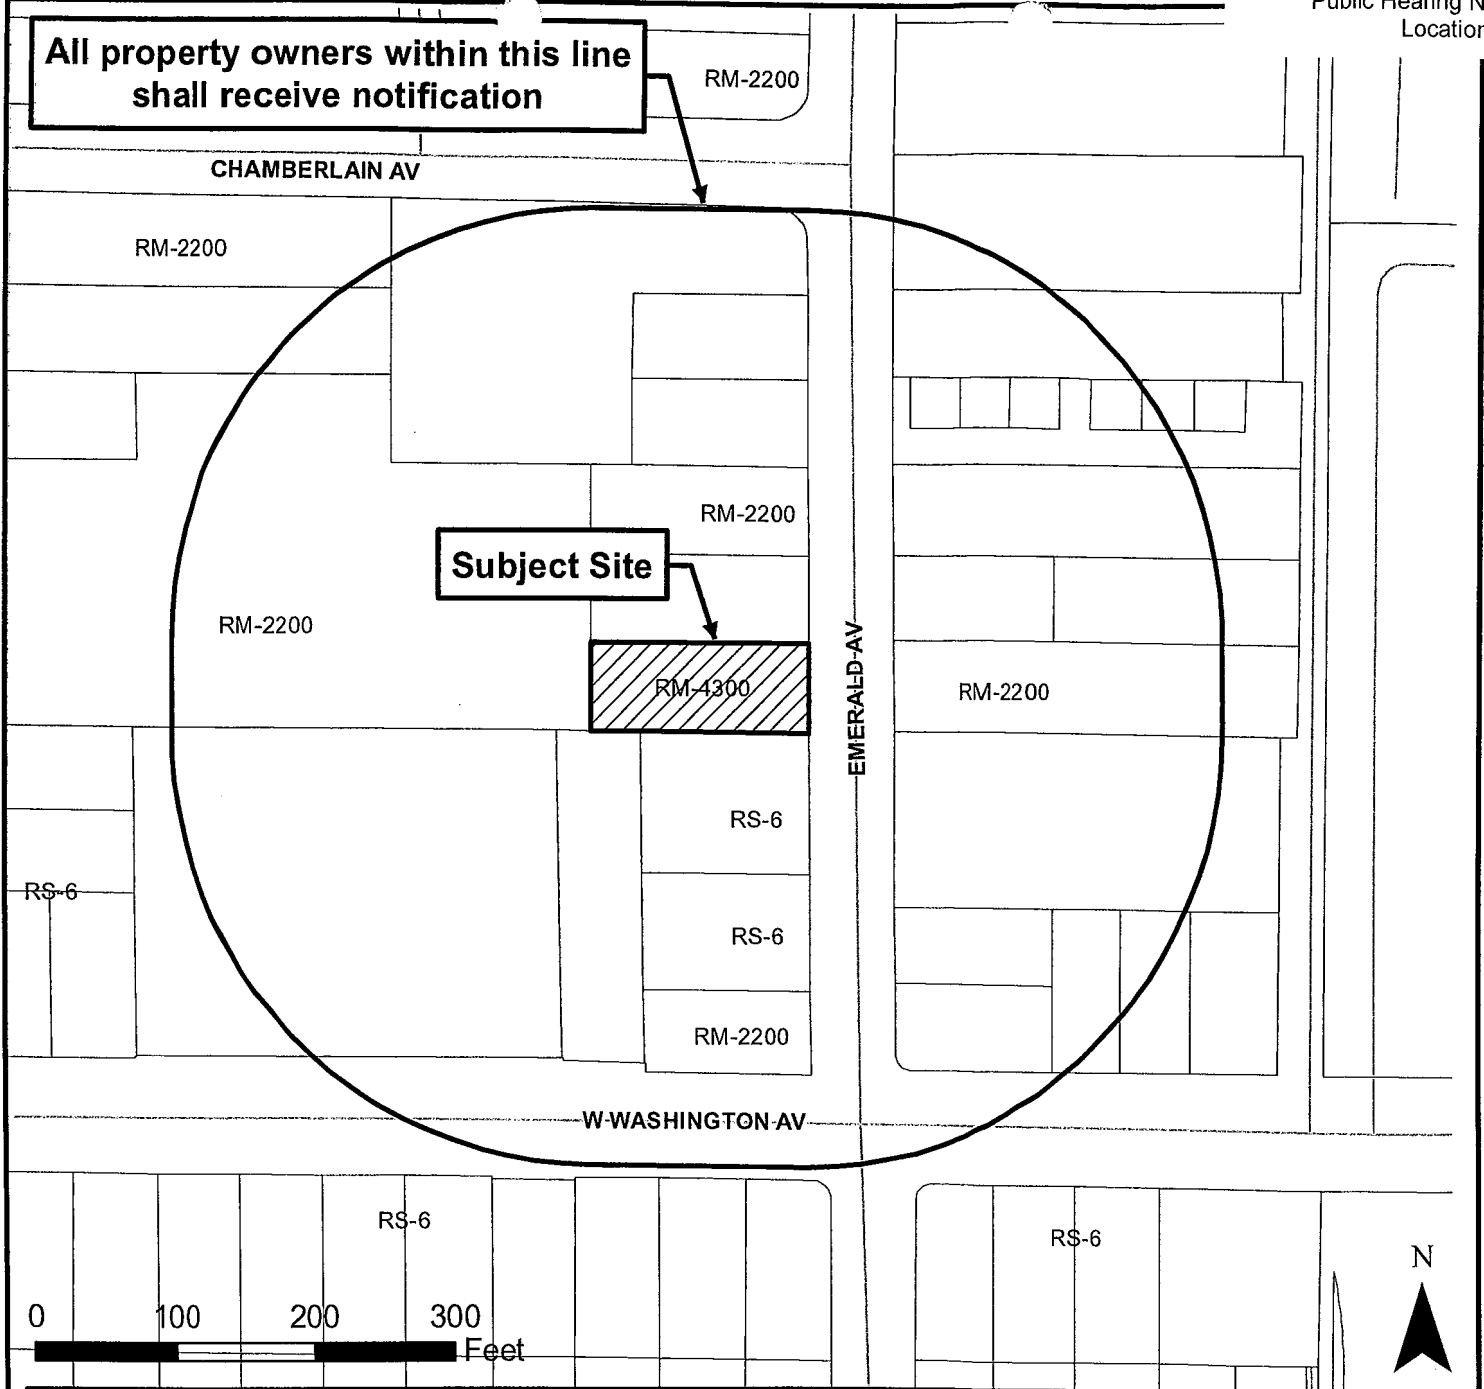 Public Hearing N
Location
All property owners within this line
shall receive notification
RM-2200
CHAMBERLAIN AV
RM-2200
RM-2200
Subject Site
RM-2200
RM-4300
RM-2200
EMERALD AV
RS-6
RS-6
RS-6
RM-2200
W WASHINGTON AV
RS-6
RS-6
N
0 100 200 300
Feet